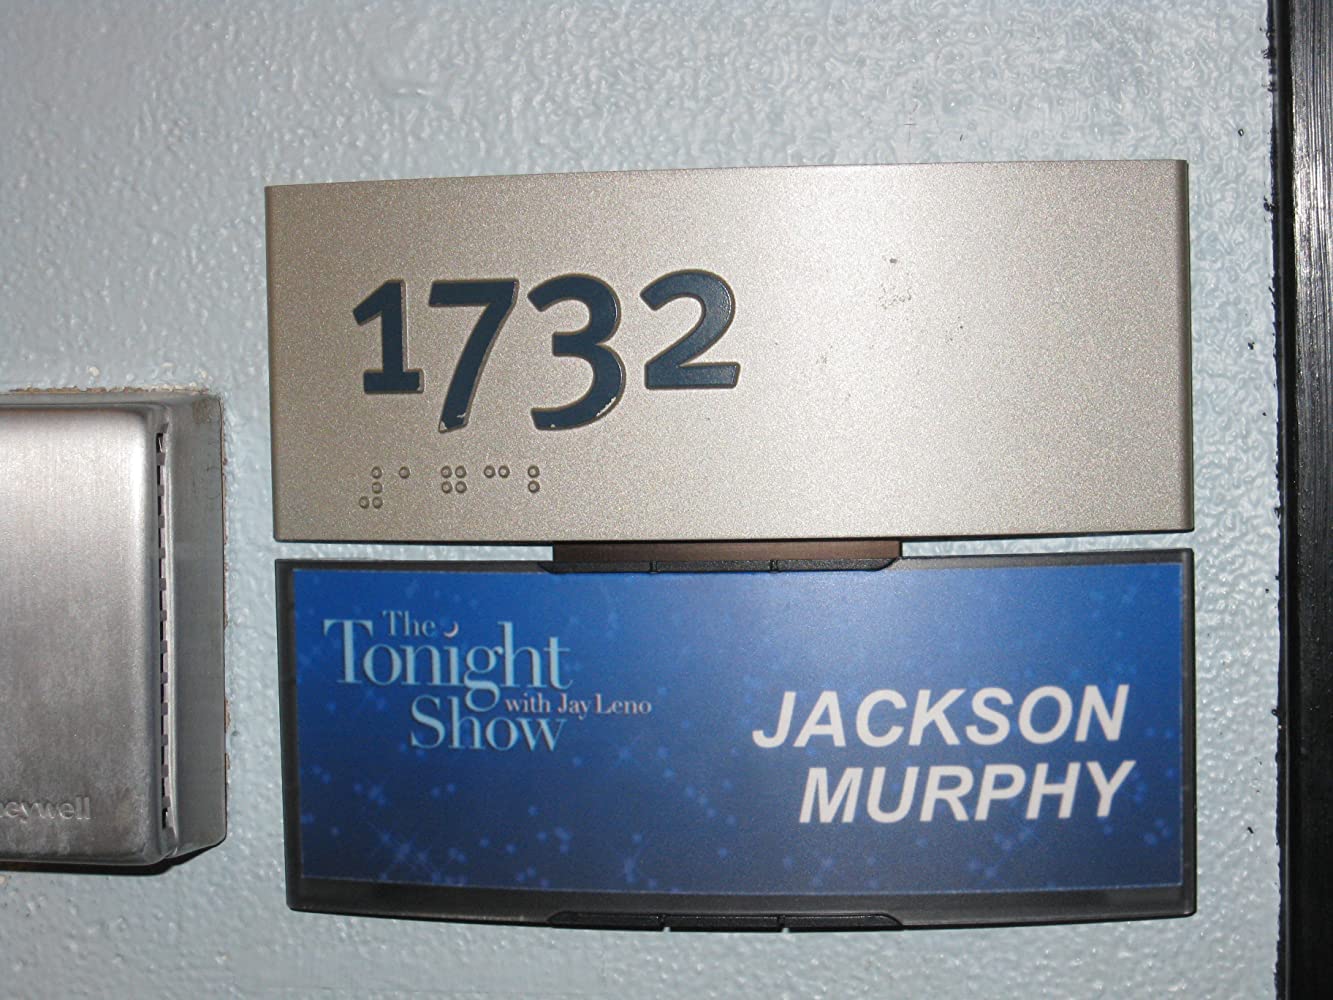 1732
⠼⠁⠛⠉⠃
The
Tonight
with Jay Leno
Show
JACKSON
MURPHY